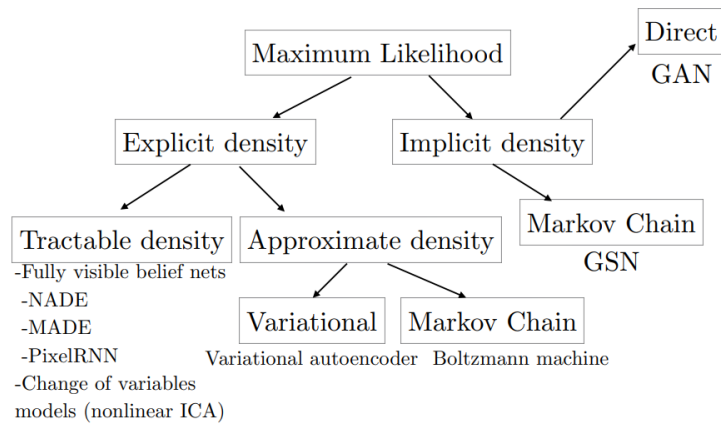 Direct
GAN
Maximum Likelihood
Explicit density
Implicit density
Markov Chain
GSN
Tractable density
-Fully visible belief nets
-NADE
-MADE
-PixelRNN
-Change of variables
models (nonlinear ICA)
Approximate density
Variational
Variational autoencoder
Markov Chain
Boltzmann machine